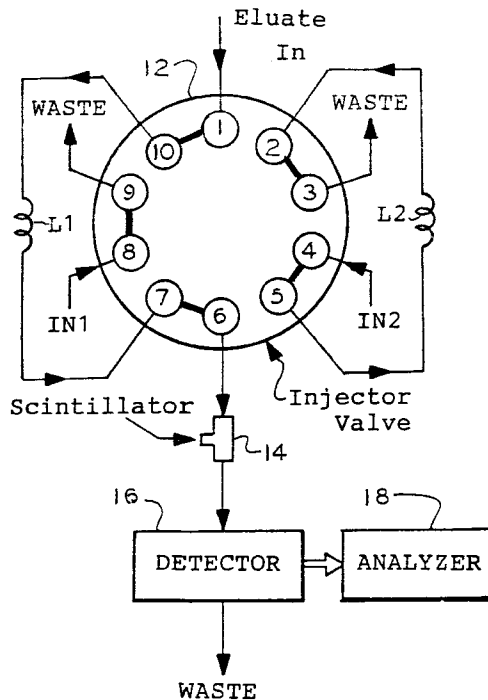 Eluate
In
12
WASTE
WASTE
1
10
2
9
3
L1
L2
8
4
7
5
6
IN1
IN2
Scintillator
Injector
Valve
14
16
18
DETECTOR
ANALYZER
WASTE